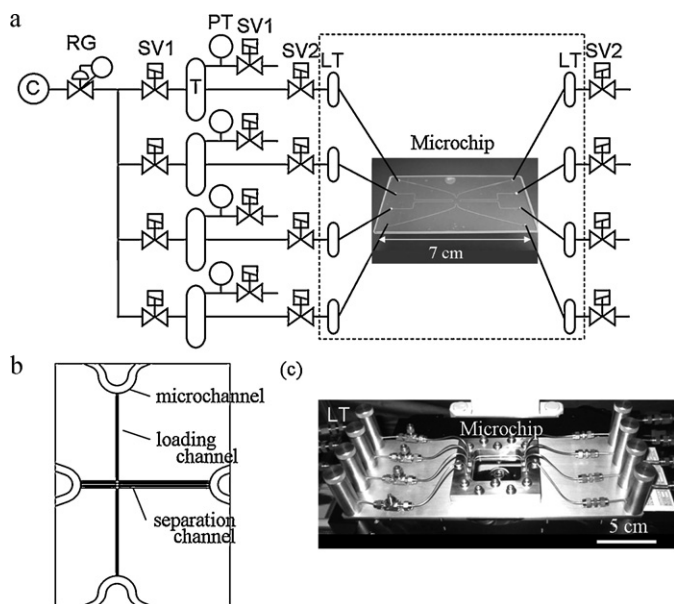 a
RG
SV1
PT
SV1
SV2
LT
LT
SV2
C
T
Microchip
7 cm
b
microchannel
loading
channel
separation
channel
(c)
LT
Microchip
5 cm